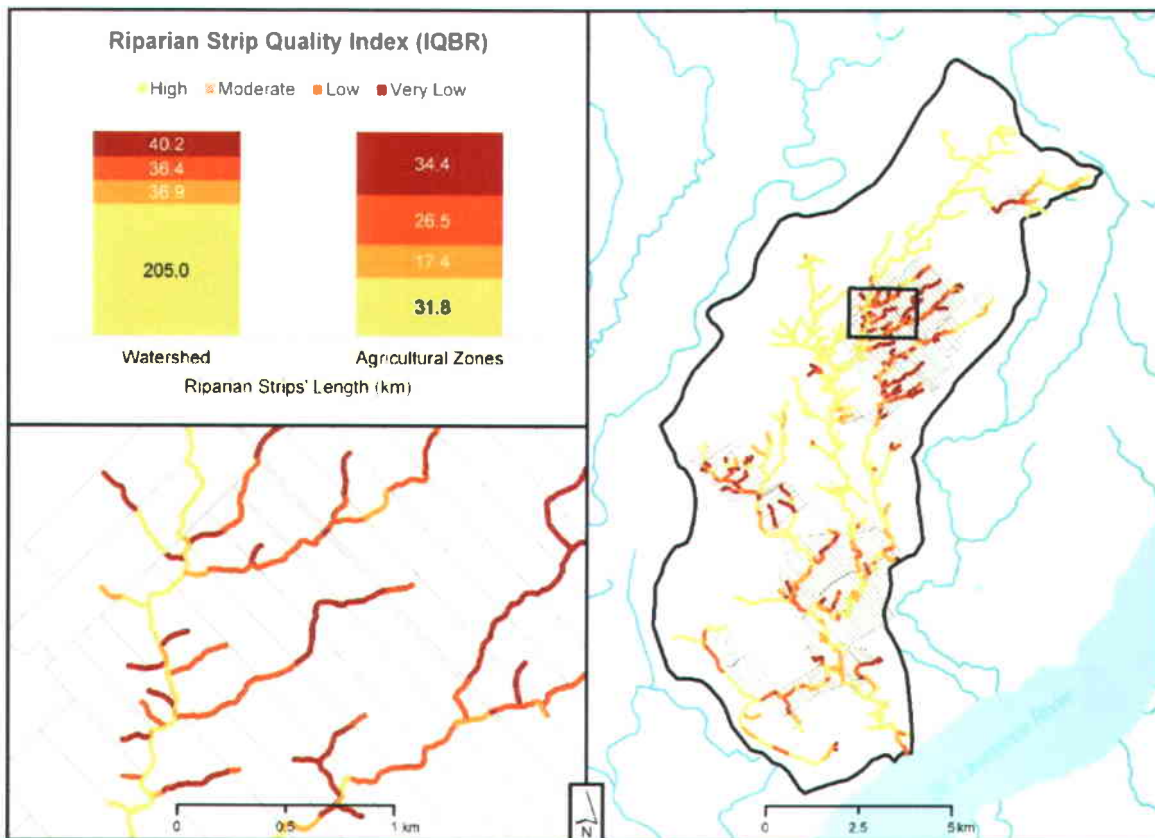 Riparian Strip Quality Index (IQBR)
High Moderate Low Very Low
40.2
36.4
36.9
205.0
34.4
26.5
17.4
31.8
Watershed Agricultural Zones
Riparian Strips' Length (km)
0 0.5 1 km
N
0 2.5 5 km
River